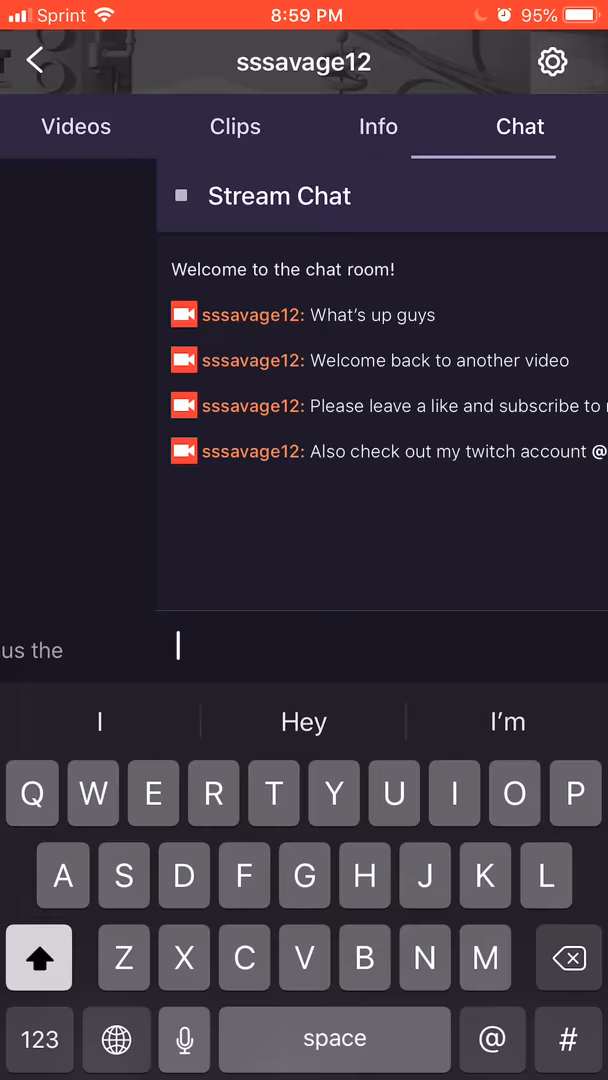 Sprint 8:59 PM 95%
sssavage12
Videos Clips Info Chat
Stream Chat
Welcome to the chat room!
sssavage12: What's up guys
sssavage12: Welcome back to another video
sssavage12: Please leave a like and subscribe to
sssavage12: Also check out my twitch account @
us the
I Hey I'm
Q W E R T Y U I O P
A S D F G H J K L
Z X C V B N M
123 space @ #